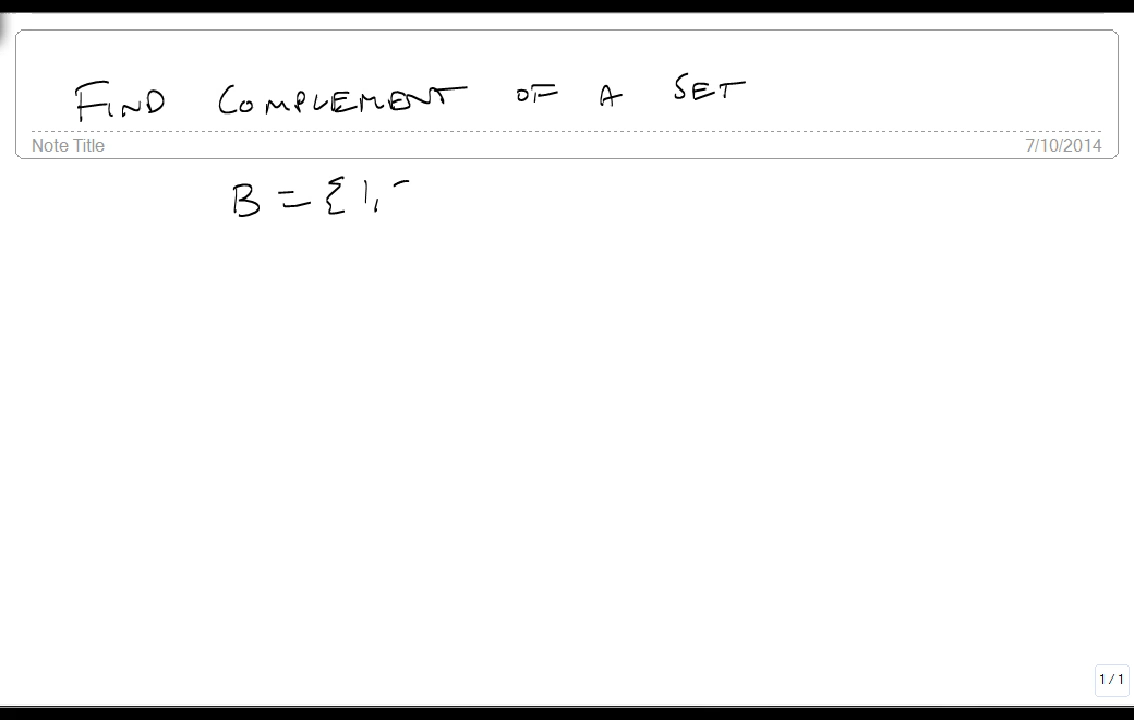 FIND COMPLEMENT OF A SET
Note Title
7/10/2014
B = { 1,
1 / 1